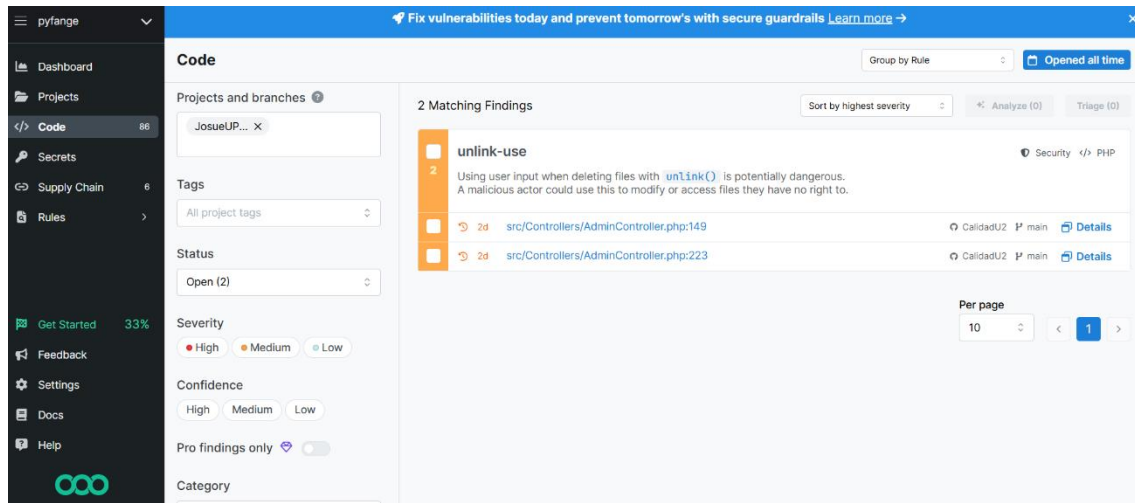 pyfange
Fix vulnerabilities today and prevent tomorrow's with secure guardrails Learn more →
Dashboard
Projects
Code 86
Secrets
Supply Chain 6
Rules
Get Started 33%
Feedback
Settings
Docs
Help
Code
Group by Rule
Opened all time
Projects and branches
JosueUP... ×
Tags
All project tags
Status
Open (2)
Severity
High Medium Low
Confidence
High Medium Low
Pro findings only
Category
2 Matching Findings
Sort by highest severity
Analyze (0)
Triage (0)
2
unlink-use
Security </> PHP
Using user input when deleting files with unlink() is potentially dangerous.
A malicious actor could use this to modify or access files they have no right to.
2d src/Controllers/AdminController.php:149 CalidadU2 main Details
2d src/Controllers/AdminController.php:223 CalidadU2 main Details
Per page
10
< 1 >